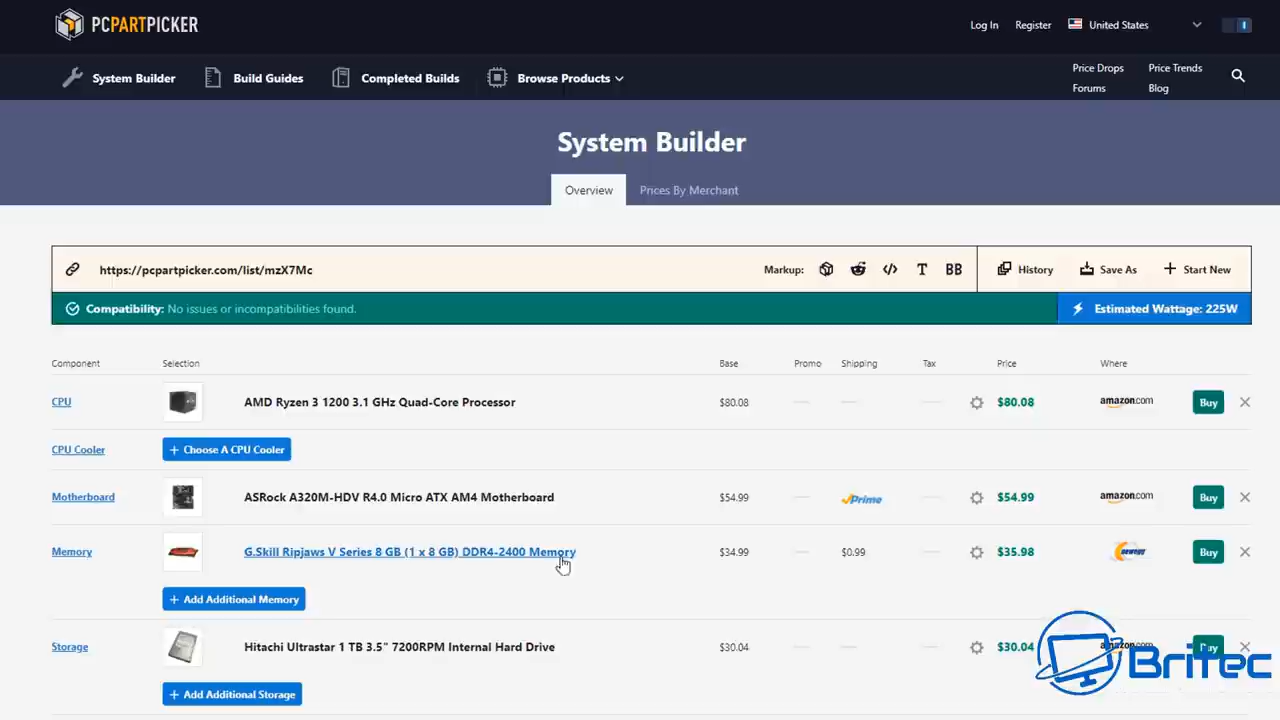 PCPARTPICKER
Log In Register United States
System Builder Build Guides Completed Builds Browse Products
Price Drops Price Trends
Forums Blog
System Builder
Overview Prices By Merchant
https://pcpartpicker.com/list/mzX7Mc Markup: </> T BB History Save As + Start New
Compatibility: No issues or incompatibilities found. Estimated Wattage: 225W
Component Selection Base Promo Shipping Tax Price Where
CPU AMD Ryzen 3 1200 3.1 GHz Quad-Core Processor $80.08 — — — $80.08 amazon.com Buy
CPU Cooler + Choose A CPU Cooler
Motherboard ASRock A320M-HDV R4.0 Micro ATX AM4 Motherboard $54.99 — Prime — $54.99 amazon.com Buy
Memory G.Skill Ripjaws V Series 8 GB (1 x 8 GB) DDR4-2400 Memory $34.99 — $0.99 — $35.98 newegg Buy
+ Add Additional Memory
Storage Hitachi Ultrastar 1 TB 3.5" 7200RPM Internal Hard Drive $30.04 — — — $30.04 amazon.com Buy
+ Add Additional Storage
BriTec